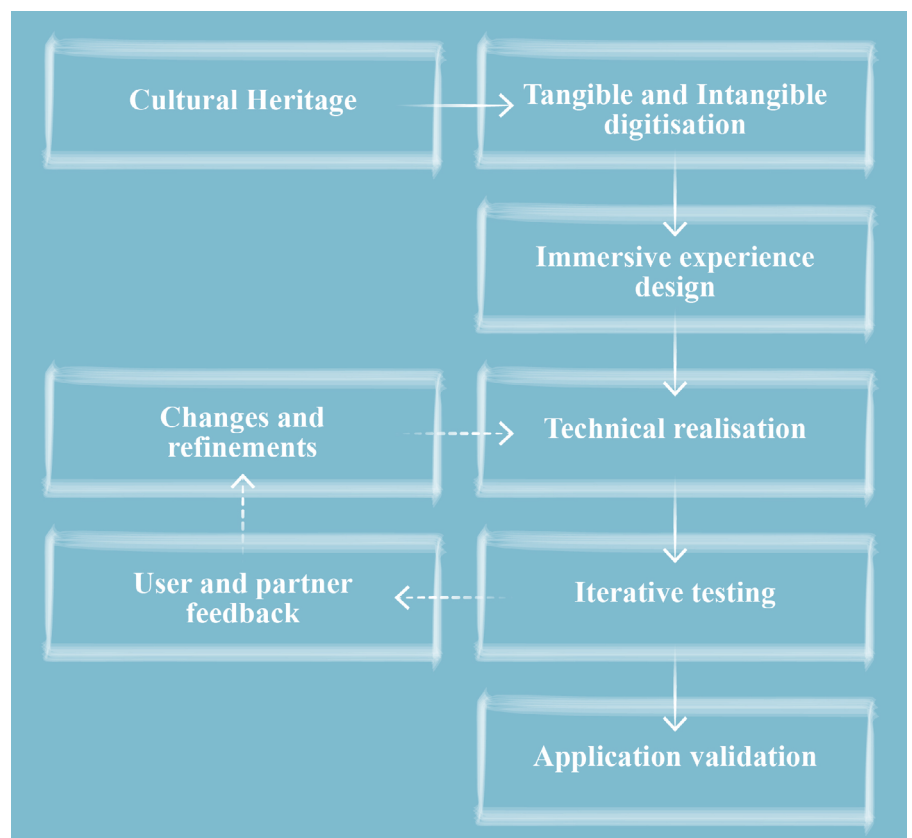 Cultural Heritage
Tangible and Intangible
digitisation
Immersive experience
design
Changes and
refinements
Technical realisation
User and partner
feedback
Iterative testing
Application validation